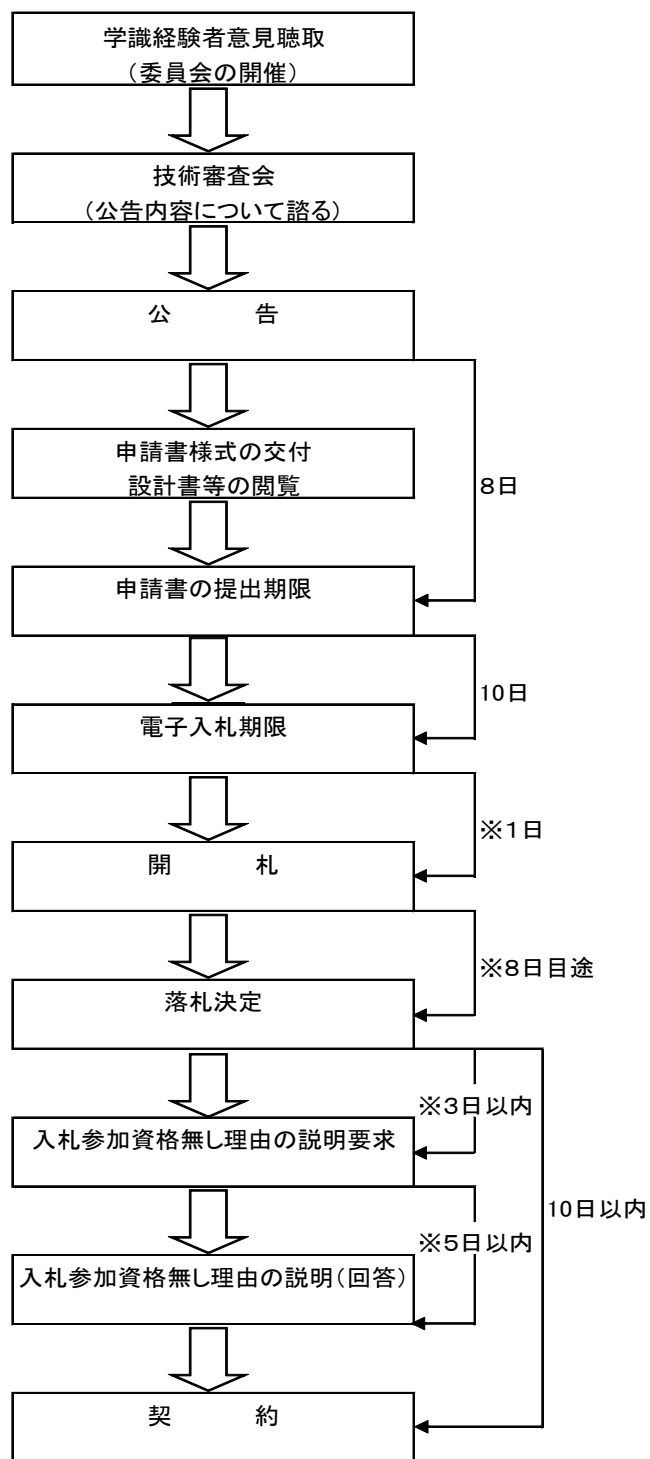 学識経験者意見聴取
（委員会の開催）
技術審査会
（公告内容について諮る）
公　　　告
申請書様式の交付
設計書等の閲覧
8日
申請書の提出期限
10日
電子入札期限
※1日
開　　　札
※8日目途
落札決定
※3日以内
入札参加資格無し理由の説明要求
10日以内
※5日以内
入札参加資格無し理由の説明（回答）
契　　　約